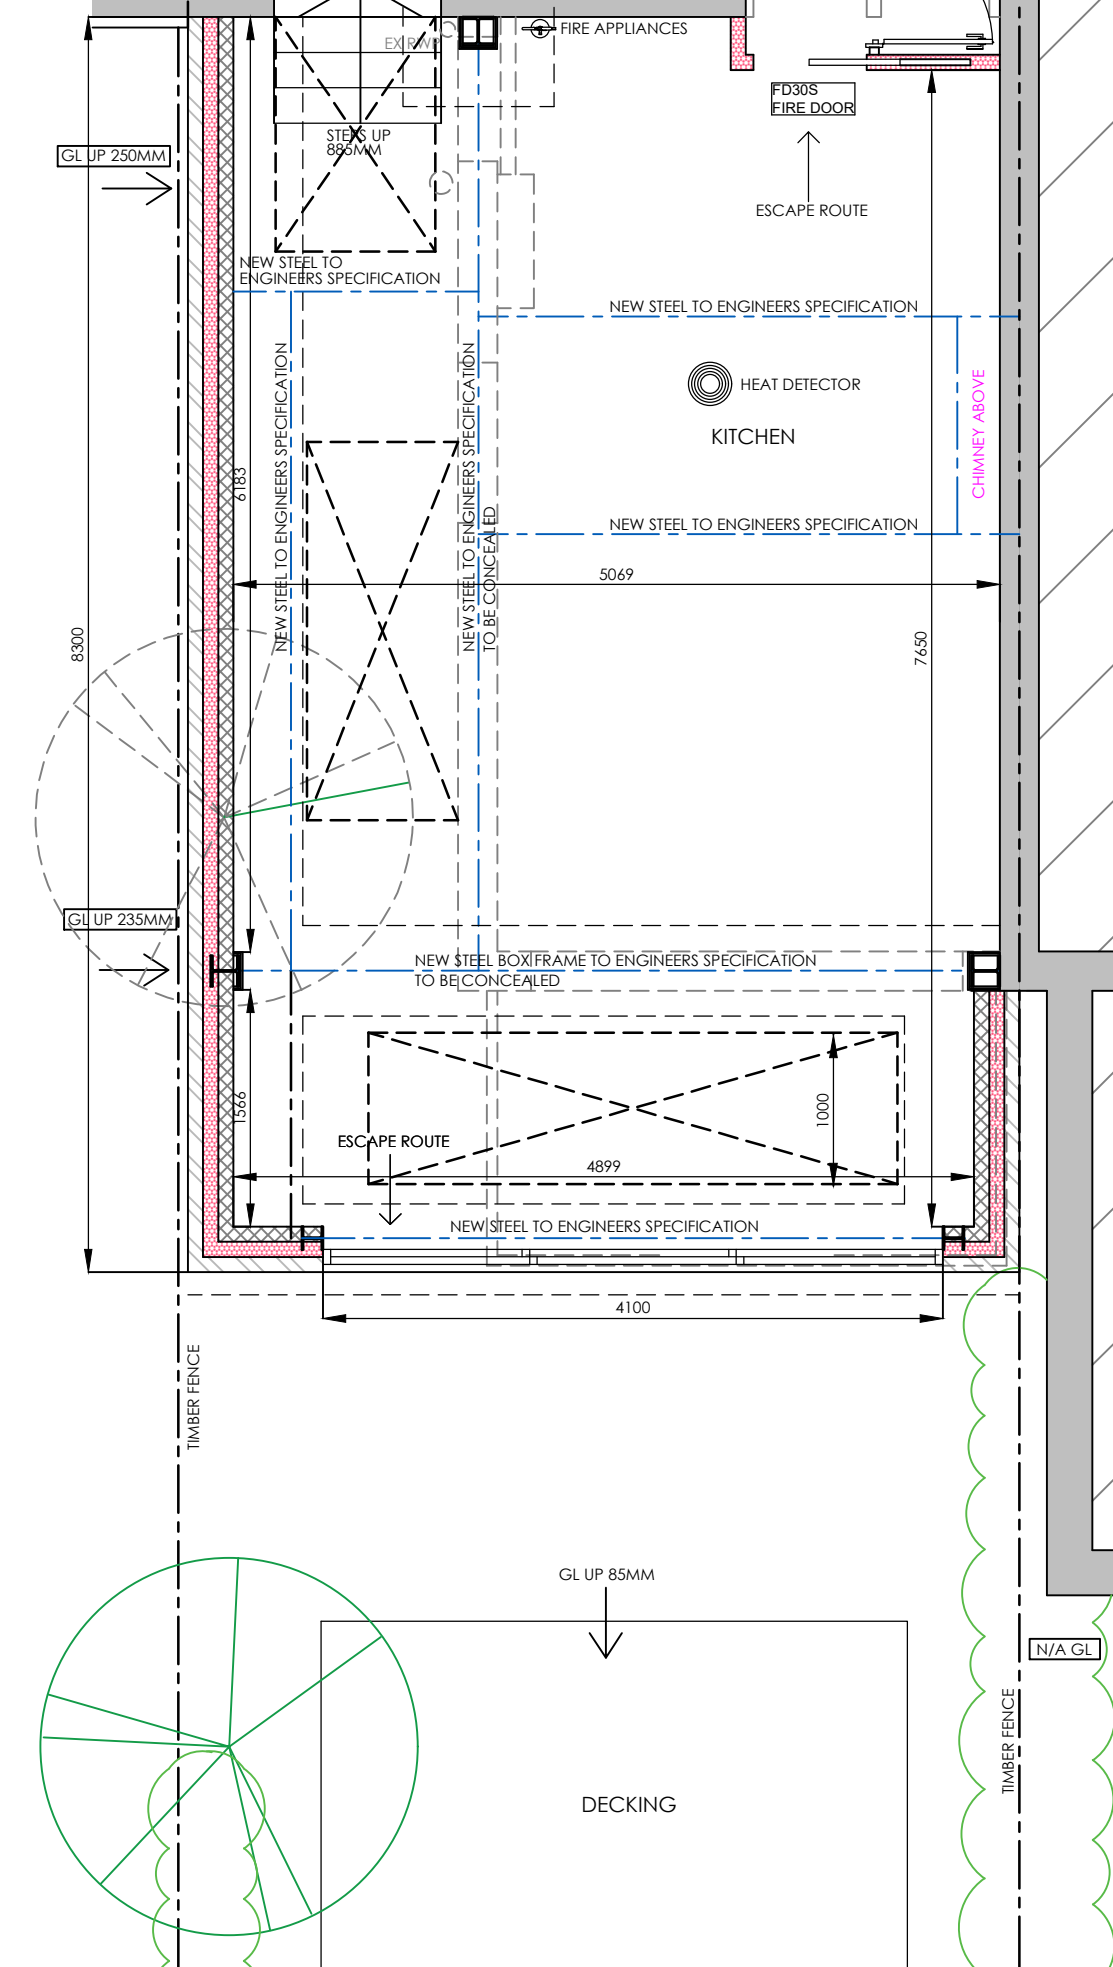 EX RWP
FIRE APPLIANCES
FD30S
FIRE DOOR
STEPS UP
885MM
GL UP 250MM
ESCAPE ROUTE
NEW STEEL TO
ENGINEERS SPECIFICATION
NEW STEEL TO ENGINEERS SPECIFICATION
NEW STEEL TO ENGINEERS SPECIFICATION
NEW STEEL TO ENGINEERS SPECIFICATION
TO BE CONCEALED
HEAT DETECTOR
KITCHEN
CHIMNEY ABOVE
6183
NEW STEEL TO ENGINEERS SPECIFICATION
5069
8300
7650
GL UP 235MM
NEW STEEL BOX FRAME TO ENGINEERS SPECIFICATION
TO BE CONCEALED
1566
1000
ESCAPE ROUTE
4899
NEW STEEL TO ENGINEERS SPECIFICATION
4100
TIMBER FENCE
GL UP 85MM
N/A GL
TIMBER FENCE
DECKING